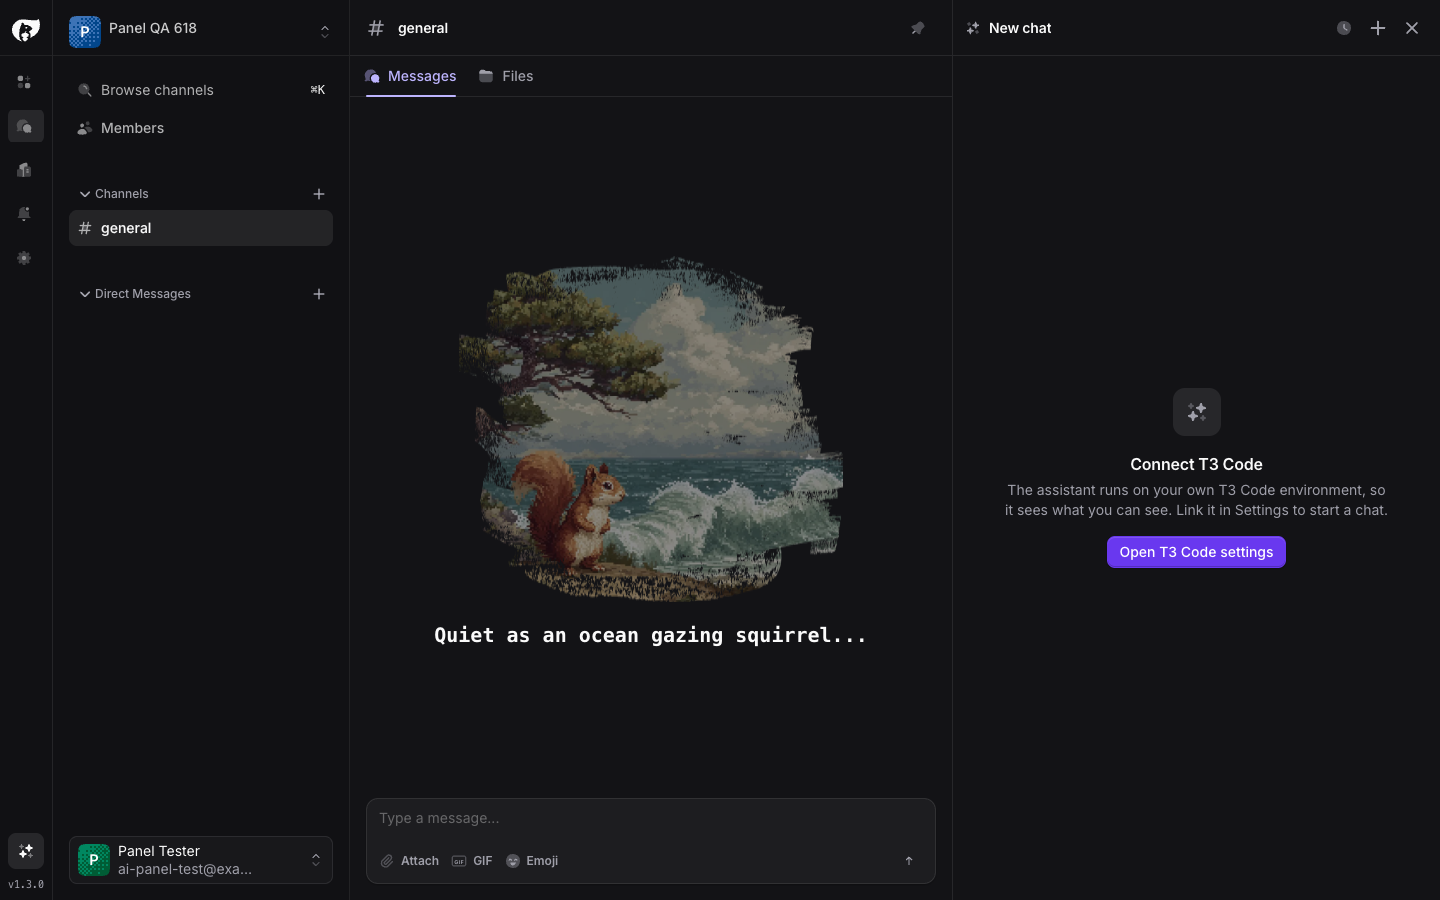 P
Panel QA 618
Browse channels
⌘K
Members
Channels
general
Direct Messages
P
Panel Tester
ai-panel-test@exa...
v1.3.0
general
Messages
Files
Quiet as an ocean gazing squirrel...
Type a message...
Attach
GIF
GIF
Emoji
New chat
Connect T3 Code
The assistant runs on your own T3 Code environment, so
it sees what you can see. Link it in Settings to start a chat.
Open T3 Code settings